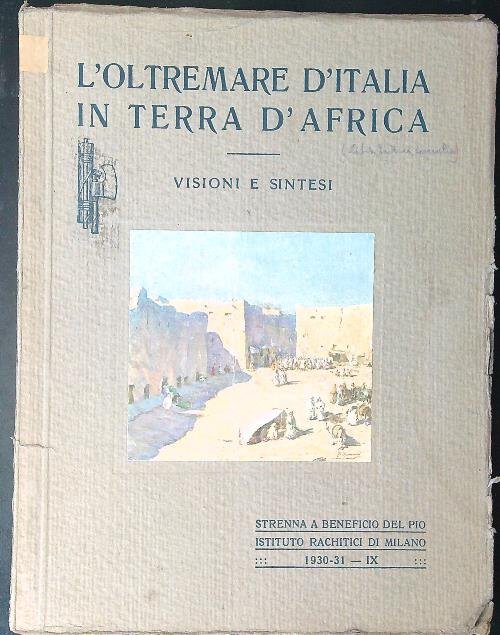 L'OLTREMARE D'ITALIA
IN TERRA D'AFRICA
VISIONI E SINTESI
STRENNA A BENEFICIO DEL PIO
ISTITUTO RACHITICI DI MILANO
::: 1930-31 — IX :::